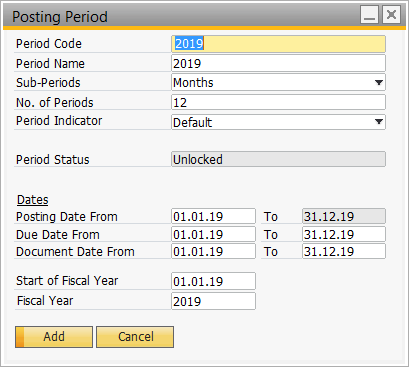 Posting Period
Period Code 2019
Period Name 2019
Sub-Periods Months
No. of Periods 12
Period Indicator Default
Period Status Unlocked
Dates
Posting Date From 01.01.19 To 31.12.19
Due Date From 01.01.19 To 31.12.19
Document Date From 01.01.19 To 31.12.19
Start of Fiscal Year 01.01.19
Fiscal Year 2019
Add Cancel